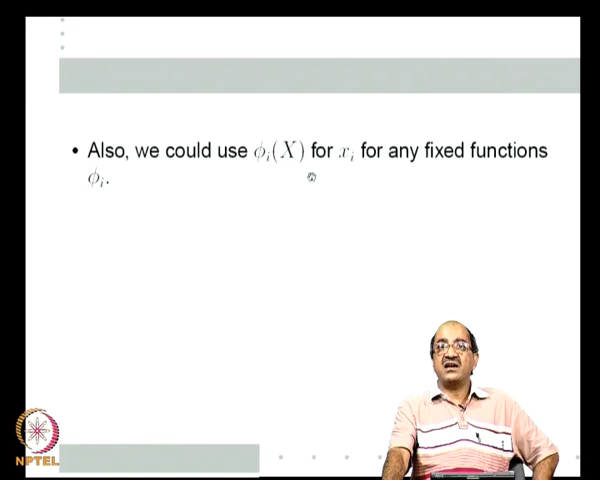 • Also, we could use ϕᵢ(X) for xᵢ for any fixed functions
ϕᵢ.
NPTEL